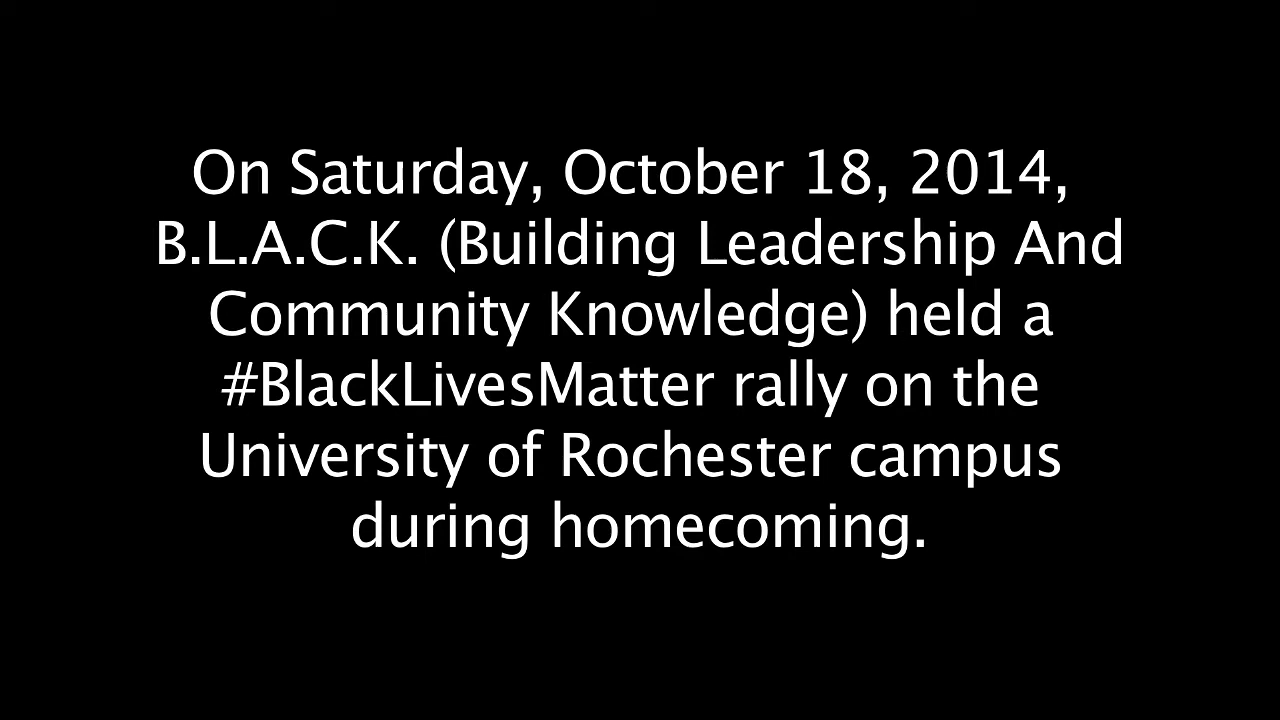 On Saturday, October 18, 2014,
B.L.A.C.K. (Building Leadership And
Community Knowledge) held a
#BlackLivesMatter rally on the
University of Rochester campus
during homecoming.